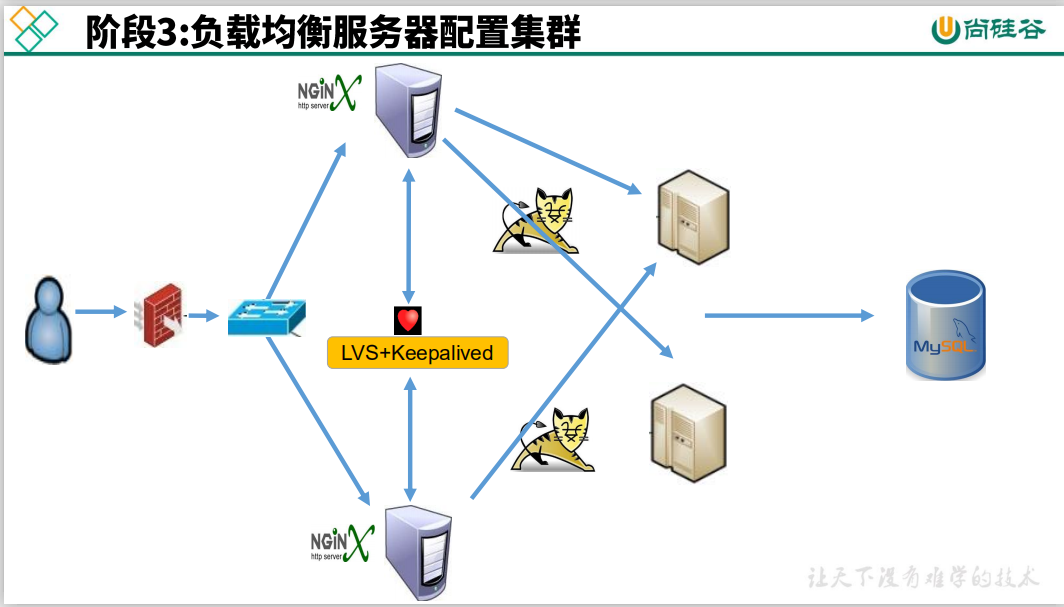 阶段3:负载均衡服务器配置集群
尚硅谷
NGiNX
http server
LVS+Keepalived
MySQL
NGiNX
http server
让天下没有难学的技术